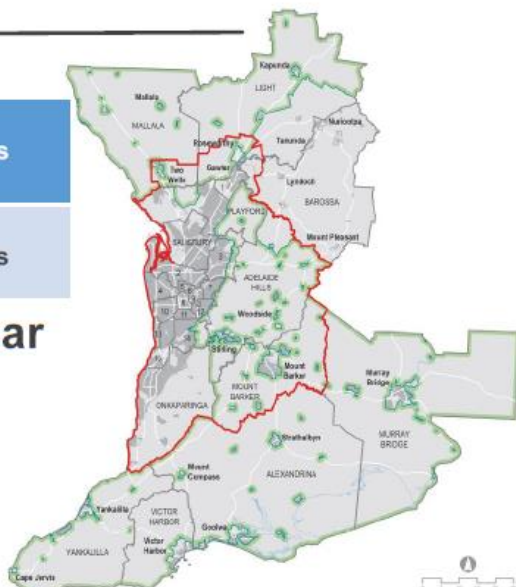 s
s
ar
Kapunda
LIGHT
Mallala
MALLALA
Nuriootpa
Roseworthy
Tanunda
Two
Wells
Gawler
Lyndoch
BAROSSA
PLAYFORD
Mount Pleasant
SALISBURY
ADELAIDE
HILLS
Woodside
Stirling
Mount
Barker
MOUNT
BARKER
Murray
Bridge
ONKAPARINGA
MURRAY
BRIDGE
Strathalbyn
Mount
Compass
ALEXANDRINA
Yankalilla
VICTOR
HARBOR
Goolwa
YANKALILLA
Victor
Harbor
Cape Jervis